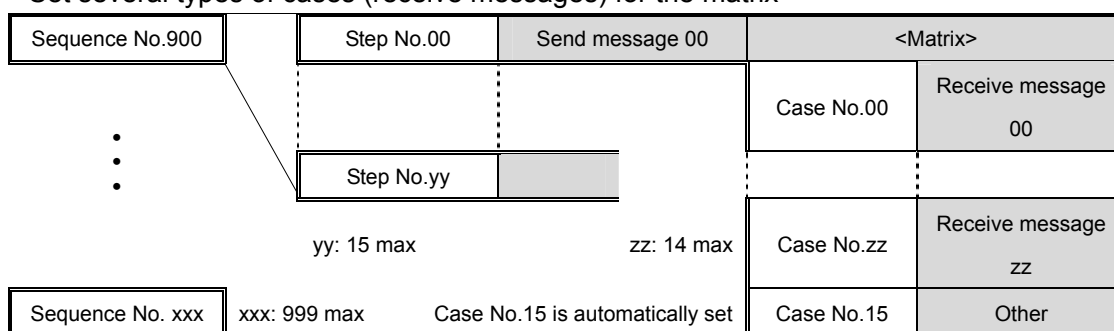 Set several types of cases (receive messages) for the matrix
Sequence No.900
Step No.00
Send message 00
<Matrix>
Case No.00
Receive message
00
Step No.yy
yy: 15 max
zz: 14 max
Case No.zz
Receive message
zz
Sequence No. xxx
xxx: 999 max
Case No.15 is automatically set
Case No.15
Other